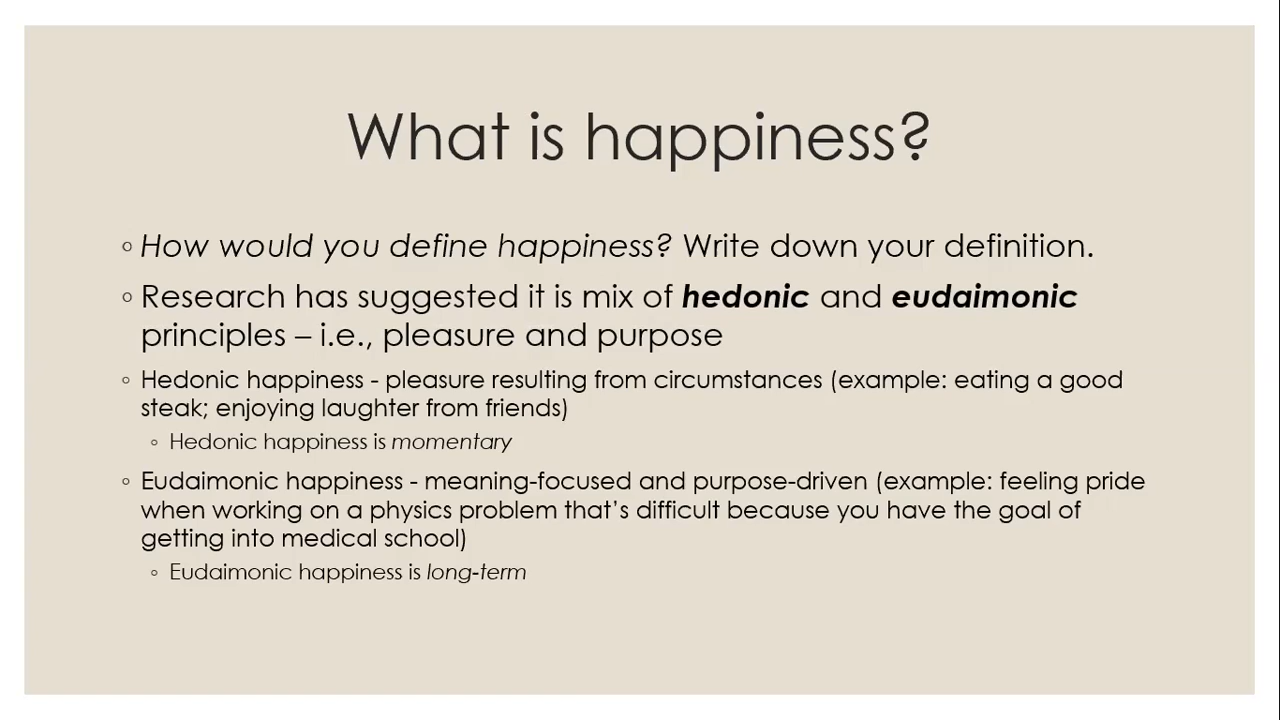 What is happiness?
◦ How would you define happiness? Write down your definition.
◦ Research has suggested it is mix of hedonic and eudaimonic
principles – i.e., pleasure and purpose
◦ Hedonic happiness - pleasure resulting from circumstances (example: eating a good
steak; enjoying laughter from friends)
◦ Hedonic happiness is momentary
◦ Eudaimonic happiness - meaning-focused and purpose-driven (example: feeling pride
when working on a physics problem that’s difficult because you have the goal of
getting into medical school)
◦ Eudaimonic happiness is long-term